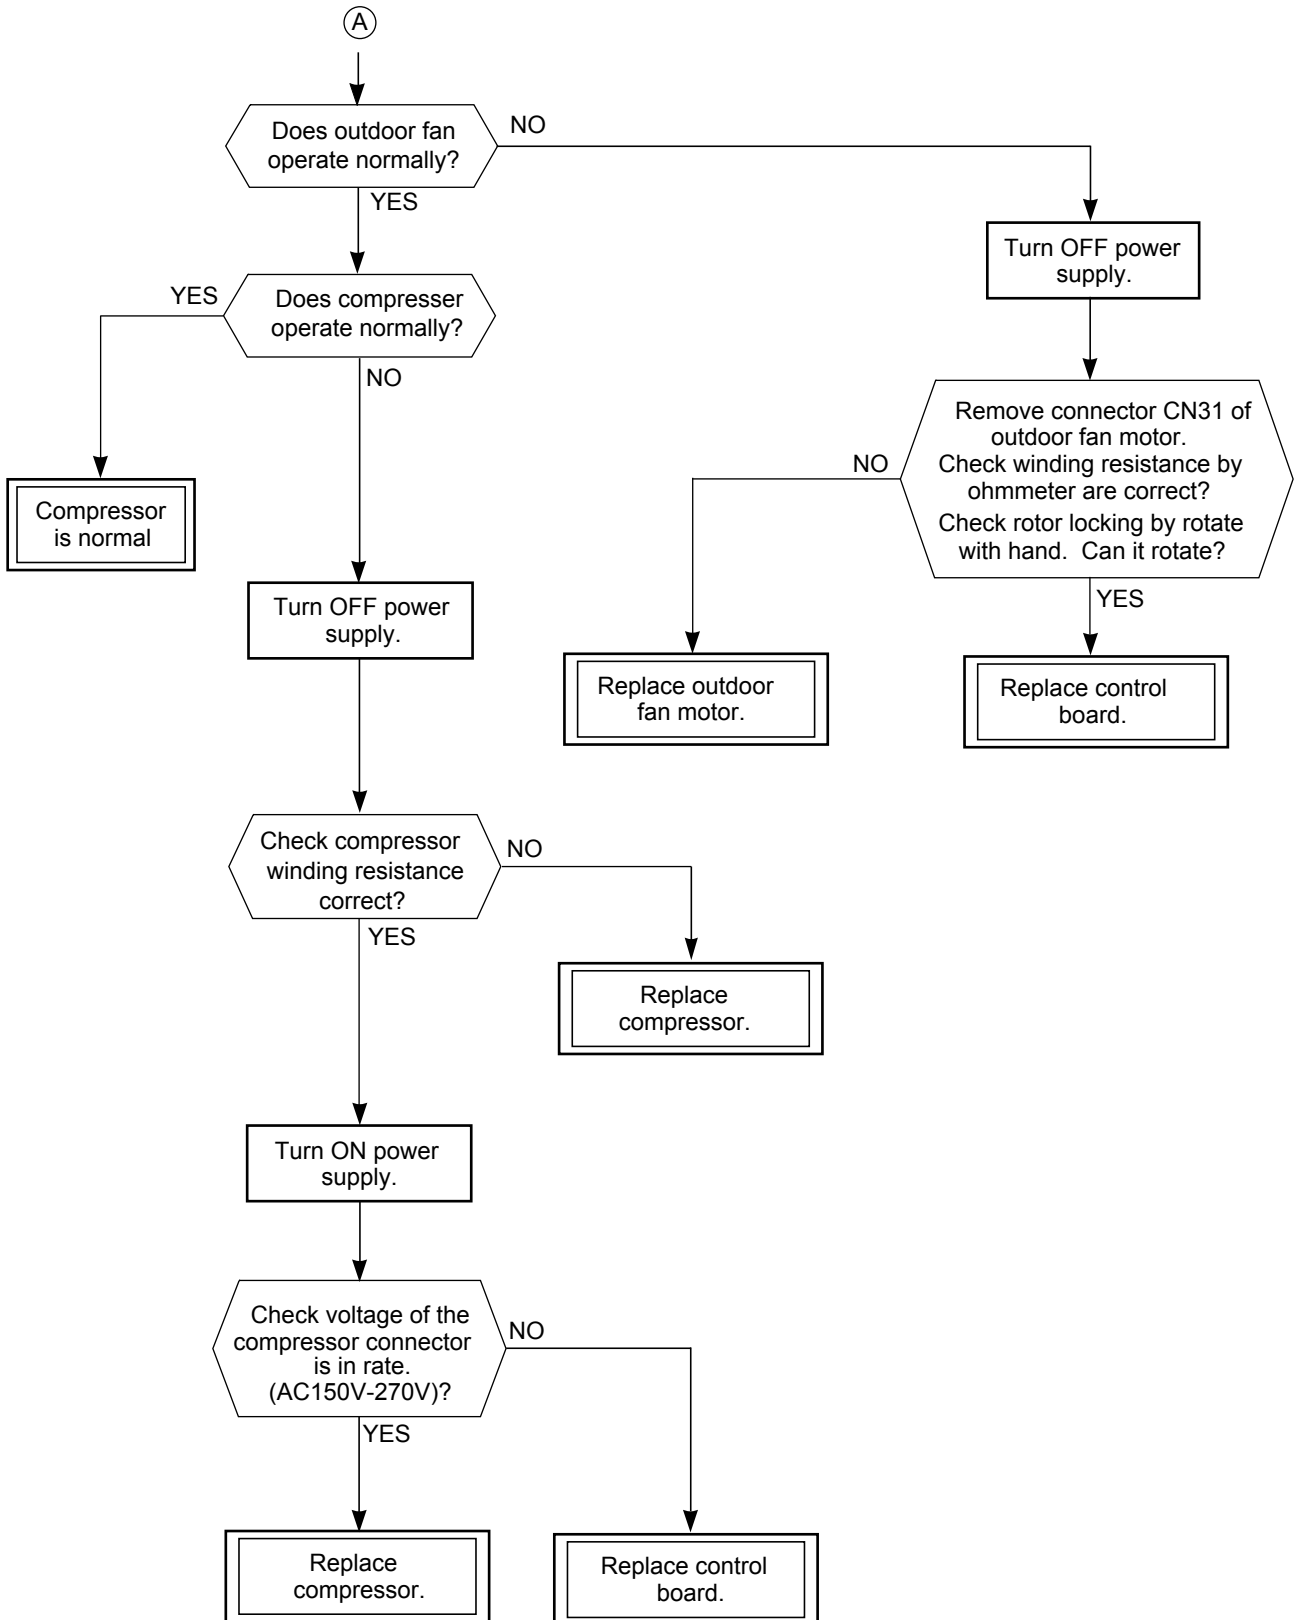 A
Does outdoor fan
operate normally?
NO
YES
Turn OFF power
supply.
Does compresser
operate normally?
YES
NO
Remove connector CN31 of
outdoor fan motor.
Check winding resistance by
ohmmeter are correct?
Check rotor locking by rotate
with hand. Can it rotate?
NO
YES
Compressor
is normal
Turn OFF power
supply.
Replace outdoor
fan motor.
Replace control
board.
Check compressor
winding resistance
correct?
NO
YES
Replace
compressor.
Turn ON power
supply.
Check voltage of the
compressor connector
is in rate.
(AC150V-270V)?
NO
YES
Replace
compressor.
Replace control
board.